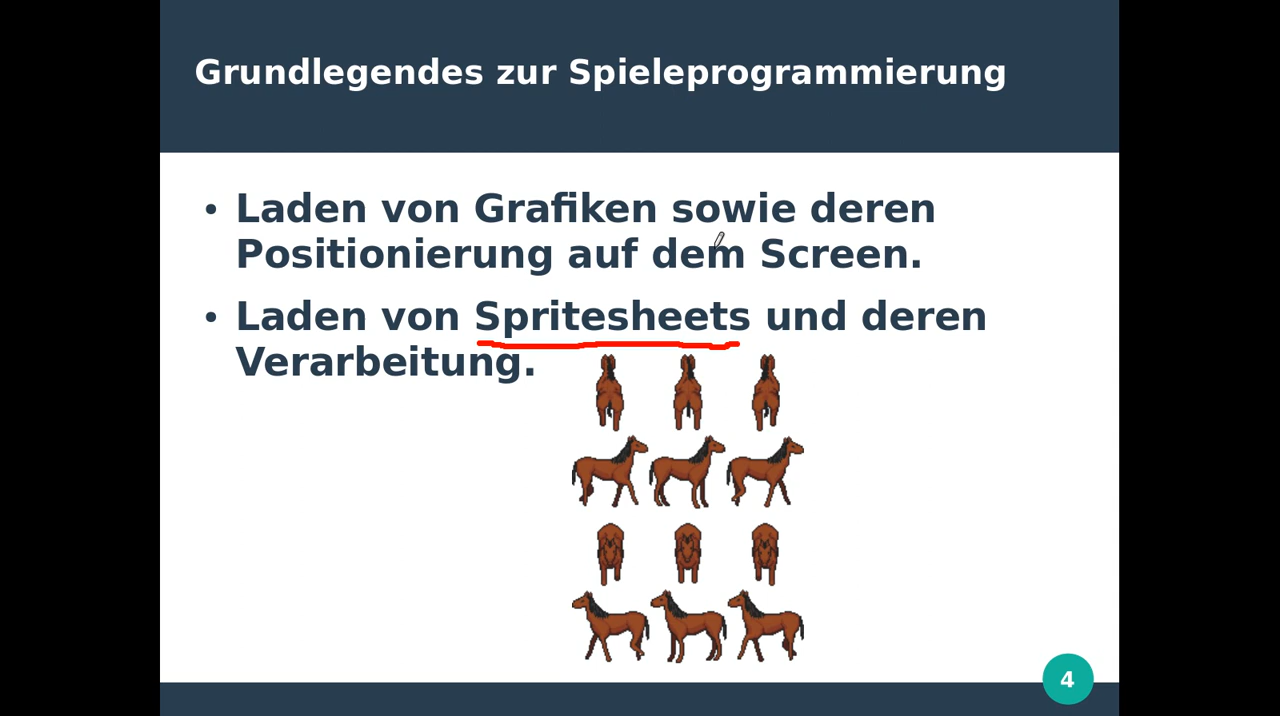 Grundlegendes zur Spieleprogrammierung
• Laden von Grafiken sowie deren
Positionierung auf dem Screen.
• Laden von Spritesheets und deren
Verarbeitung.
4